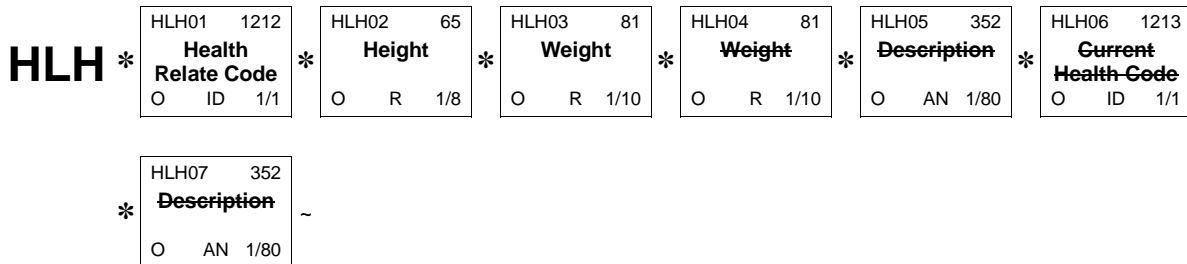 HLH * HLH01 1212 Health Relate Code O ID 1/1 * HLH02 65 Height O R 1/8 * HLH03 81 Weight O R 1/10 * HLH04 81 Weight O R 1/10 * HLH05 352 Description O AN 1/80 * HLH06 1213 Current Health Code O ID 1/1
* HLH07 352 Description O AN 1/80 ~